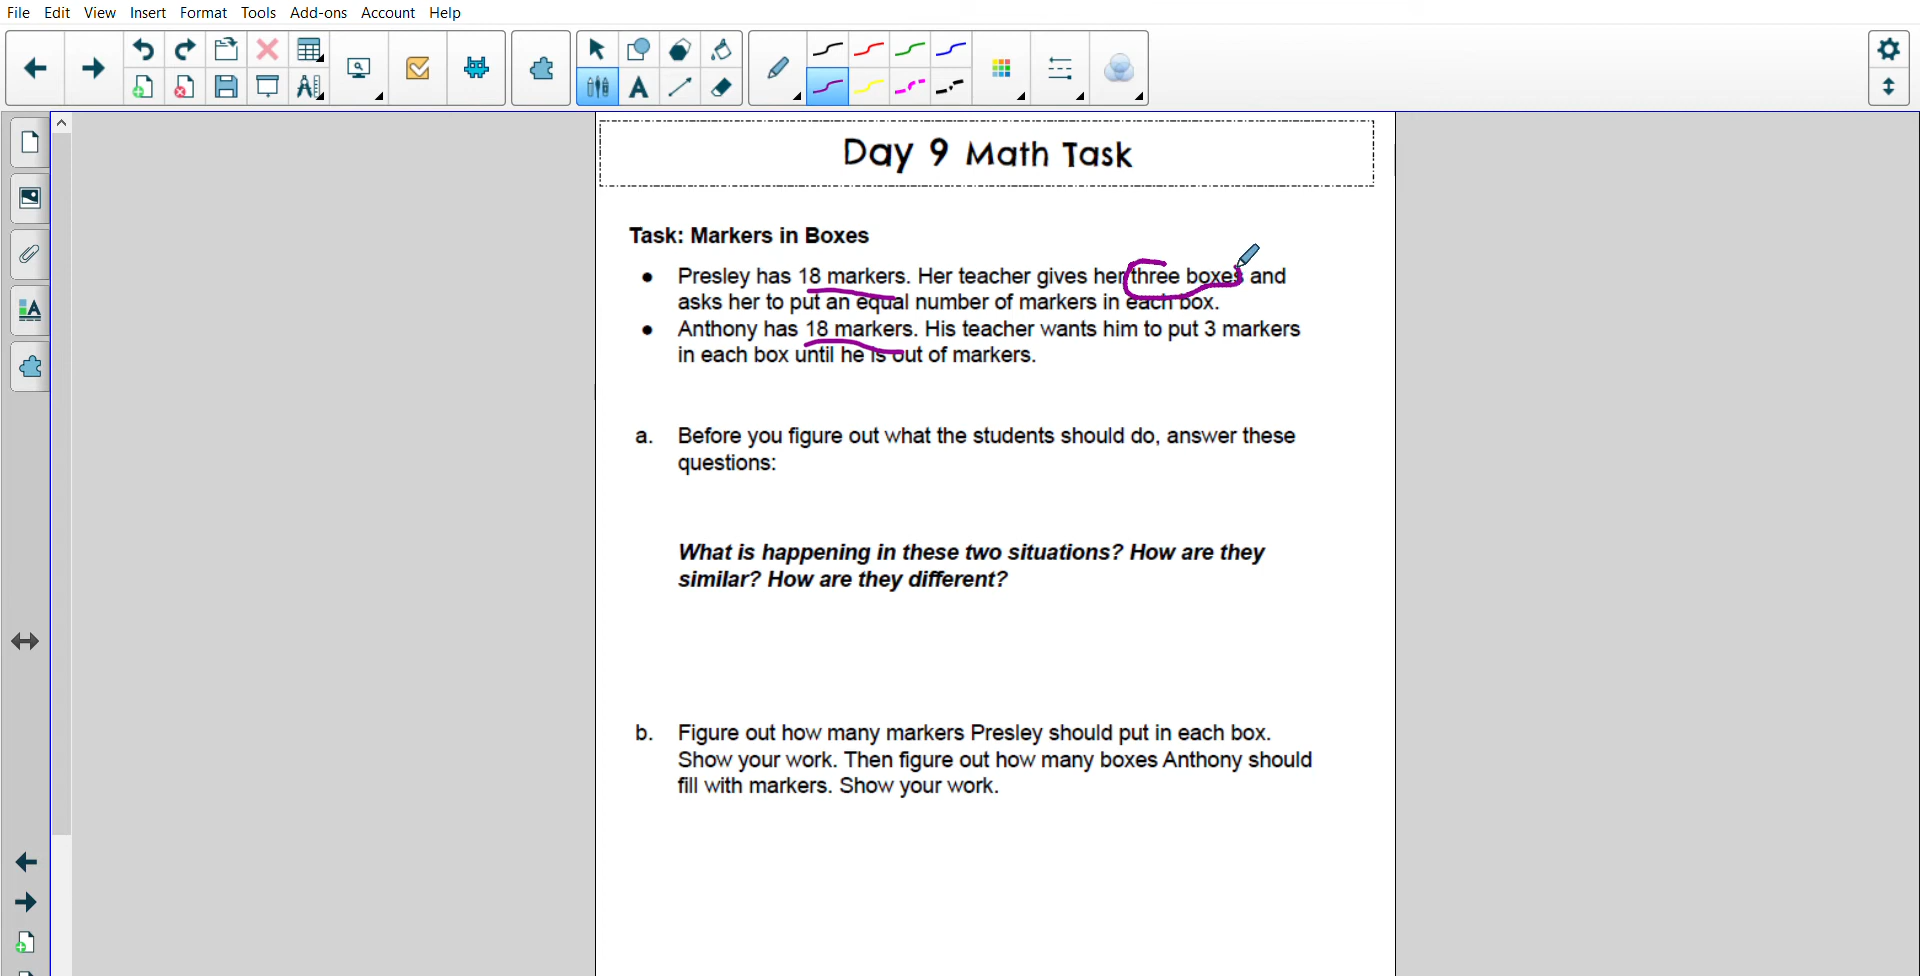 File Edit View Insert Format Tools Add-ons Account Help
Day 9 Math Task
Task: Markers in Boxes
● Presley has 18 markers. Her teacher gives her three boxes and
asks her to put an equal number of markers in each box.
● Anthony has 18 markers. His teacher wants him to put 3 markers
in each box until he is out of markers.
a. Before you figure out what the students should do, answer these
questions:
What is happening in these two situations? How are they
similar? How are they different?
b. Figure out how many markers Presley should put in each box.
Show your work. Then figure out how many boxes Anthony should
fill with markers. Show your work.